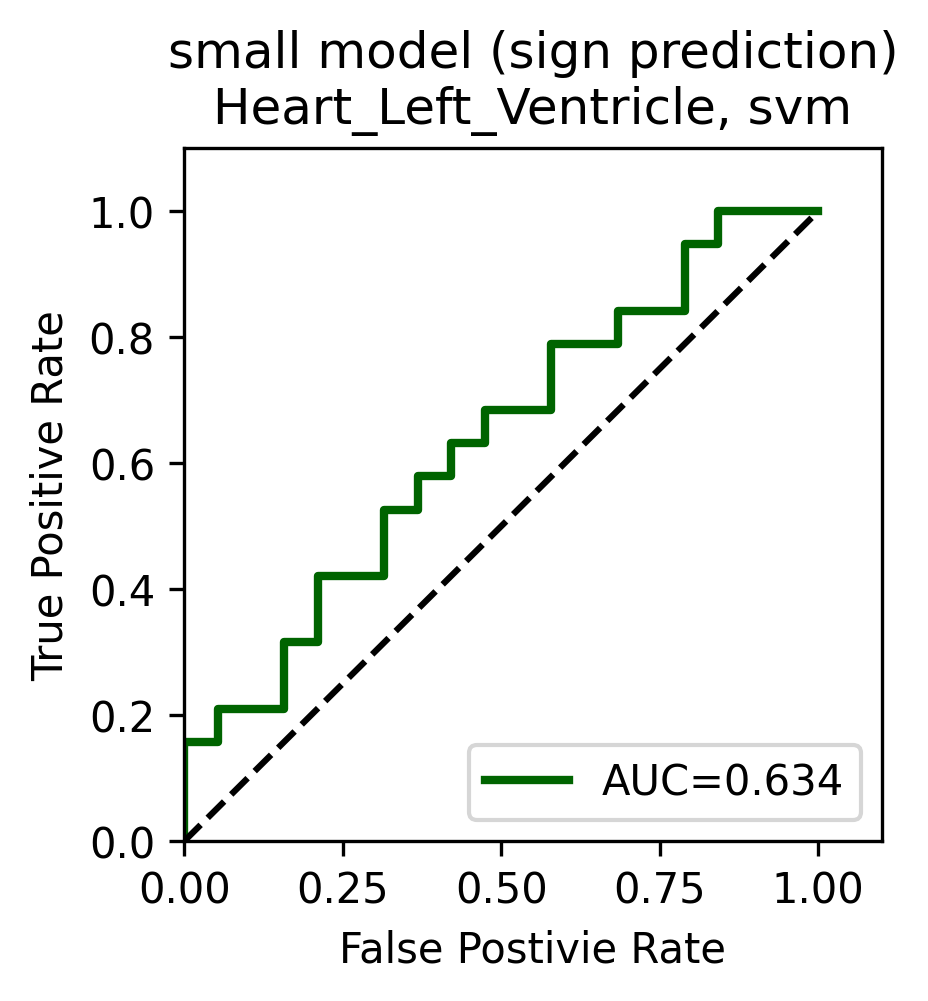 small model (sign prediction)
Heart_Left_Ventricle, svm
1.0
0.8
0.6
0.4
0.2
0.0
True Positive Rate
AUC=0.634
0.00 0.25 0.50 0.75 1.00
False Postivie Rate